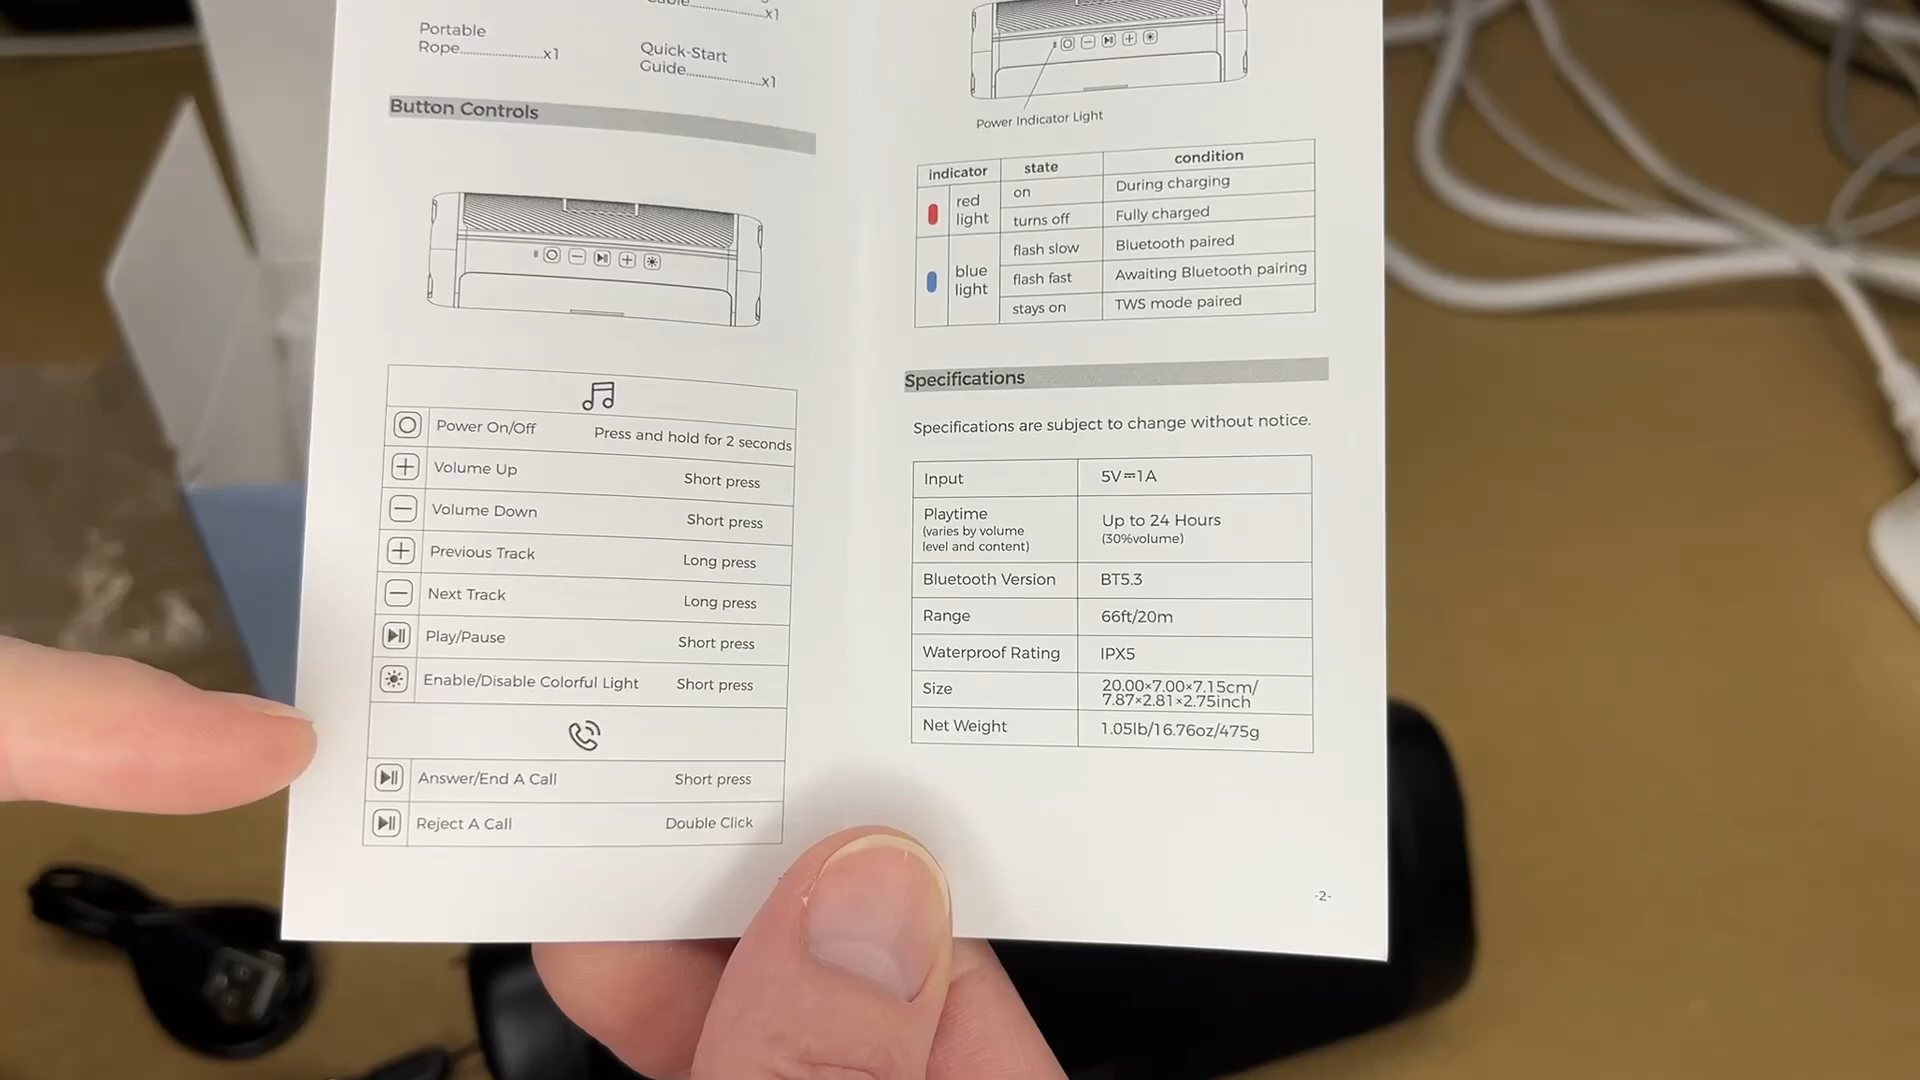 x1
Portable
Rope.....................x1
Quick-Start
Guide...................x1
Button Controls
Power On/Off Press and hold for 2 seconds
Volume Up Short press
Volume Down Short press
Previous Track Long press
Next Track Long press
Play/Pause Short press
Enable/Disable Colorful Light Short press
Answer/End A Call Short press
Reject A Call Double Click
Power Indicator Light
indicator state condition
red light on During charging
turns off Fully charged
blue light flash slow Bluetooth paired
flash fast Awaiting Bluetooth pairing
stays on TWS mode paired
Specifications
Specifications are subject to change without notice.
Input 5V⎓1A
Playtime
(varies by volume
level and content)
Up to 24 Hours
(30%volume)
Bluetooth Version BT5.3
Range 66ft/20m
Waterproof Rating IPX5
Size 20.00×7.00×7.15cm/
7.87×2.81×2.75inch
Net Weight 1.05lb/16.76oz/475g
-2-